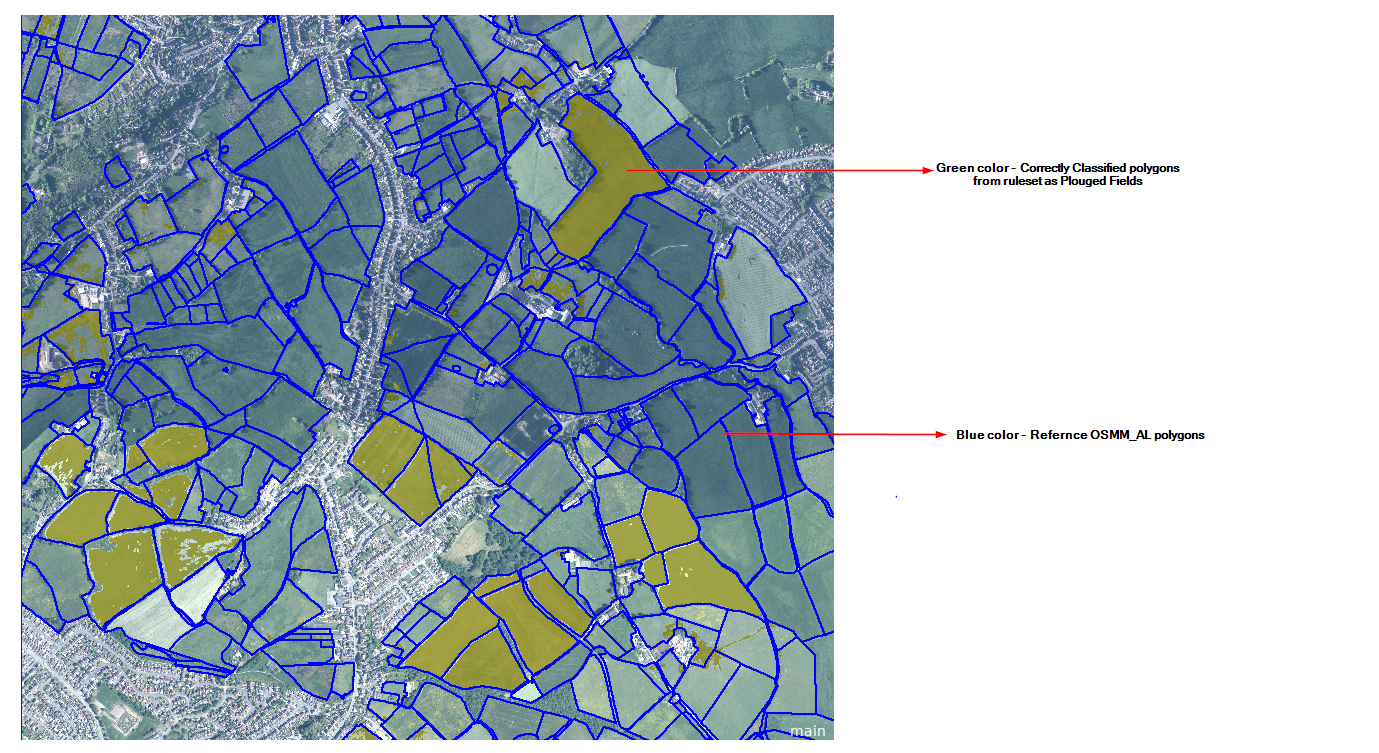 Green color - Correctly Classified polygons
from ruleset as Plouged Fields
Blue color - Refernce OSMM_AL polygons
main